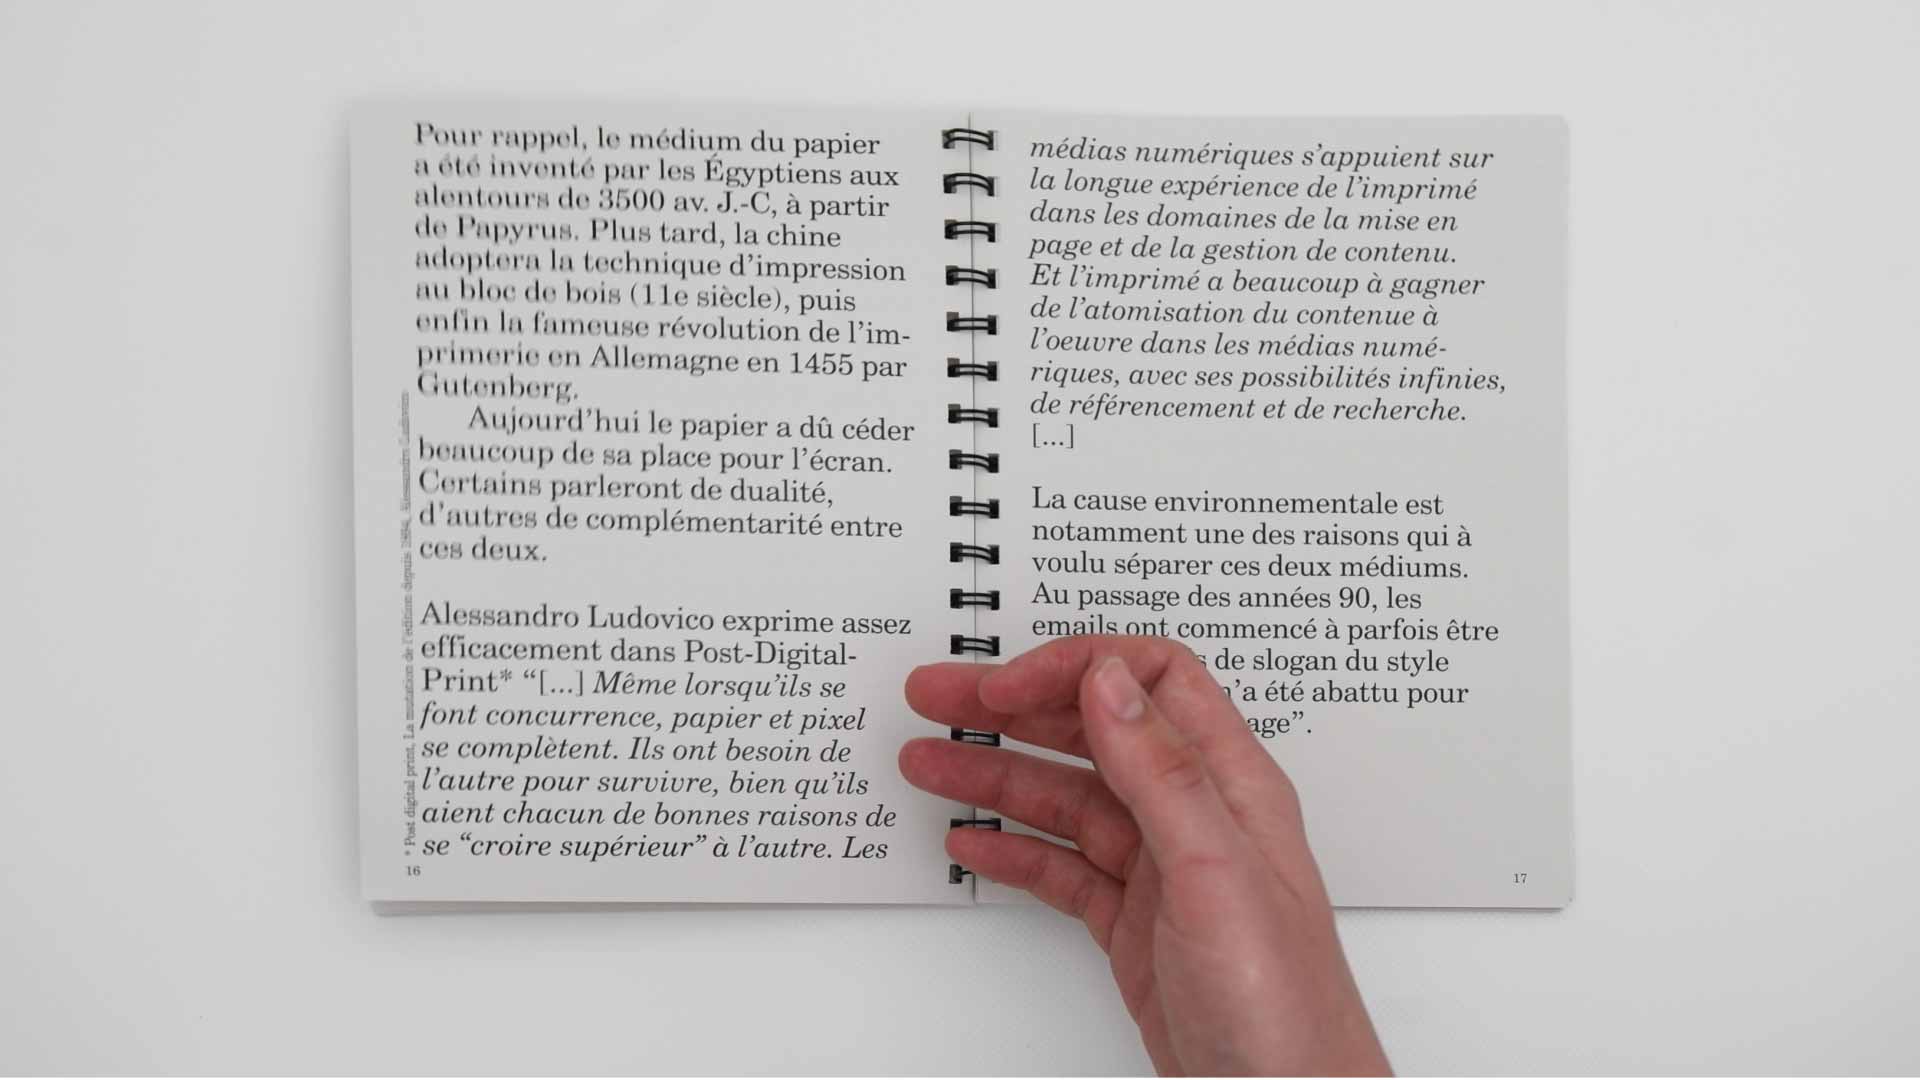 Pour rappel, le médium du papier
a été inventé par les Égyptiens aux
alentours de 3500 av. J.-C, à partir
de Papyrus. Plus tard, la chine
adoptera la technique d’impression
au bloc de bois (11e siècle), puis
enfin la fameuse révolution de l’im-
primerie en Allemagne en 1455 par
Gutenberg.
Aujourd’hui le papier a dû céder
beaucoup de sa place pour l’écran.
Certains parleront de dualité,
d’autres de complémentarité entre
ces deux.
Alessandro Ludovico exprime assez
efficacement dans Post-Digital-
Print* “[...] Même lorsqu’ils se
font concurrence, papier et pixel
se complètent. Ils ont besoin de
l’autre pour survivre, bien qu’ils
aient chacun de bonnes raisons de
se “croire supérieur” à l’autre. Les
* Post digital print, La mutation de l’édition depuis 1894, Alessandro Ludovico
16
médias numériques s’appuient sur
la longue expérience de l’imprimé
dans les domaines de la mise en
page et de la gestion de contenu.
Et l’imprimé a beaucoup à gagner
de l’atomisation du contenue à
l’oeuvre dans les médias numé-
riques, avec ses possibilités infinies,
de référencement et de recherche.
[...]
La cause environnementale est
notamment une des raisons qui à
voulu séparer ces deux médiums.
Au passage des années 90, les
emails ont commencé à parfois être
de slogan du style
n’a été abattu pour
age”.
17